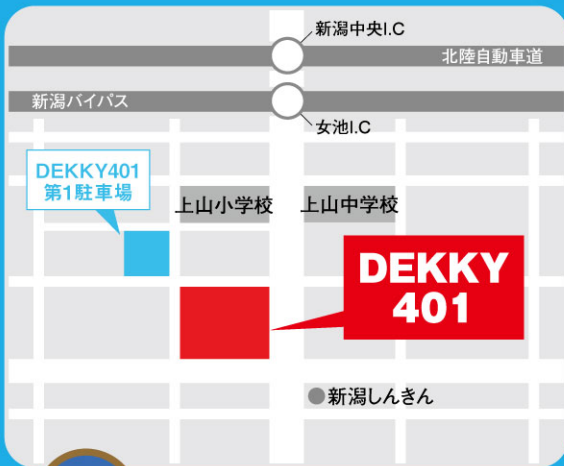 新潟中央I.C
北陸自動車道
新潟バイパス
女池I.C
DEKKY401
第1駐車場
上山小学校
上山中学校
DEKKY
401
新潟しんきん